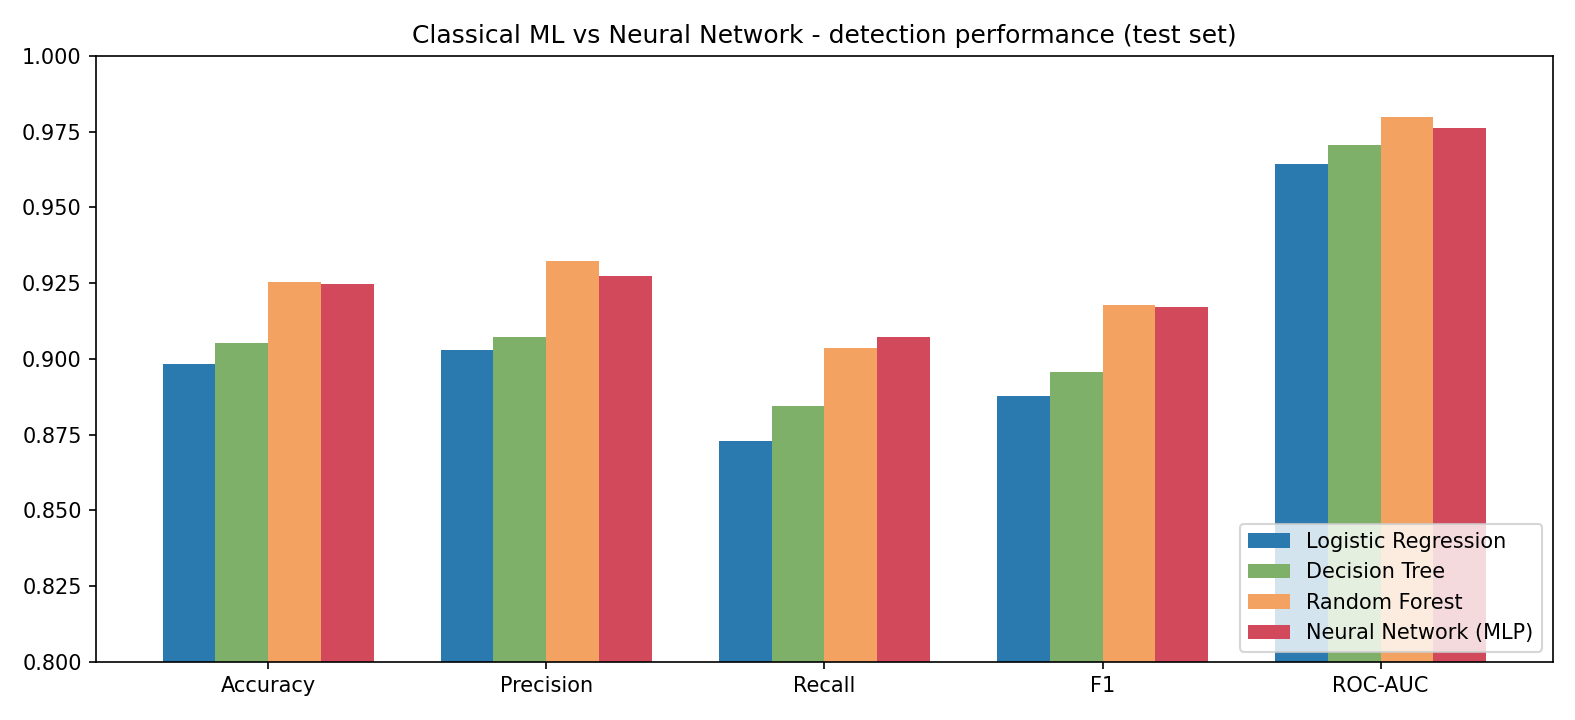 Classical ML vs Neural Network - detection performance (test set)
1.000
0.975
0.950
0.925
0.900
0.875
0.850
0.825
0.800
Accuracy
Precision
Recall
F1
ROC-AUC
Logistic Regression
Decision Tree
Random Forest
Neural Network (MLP)